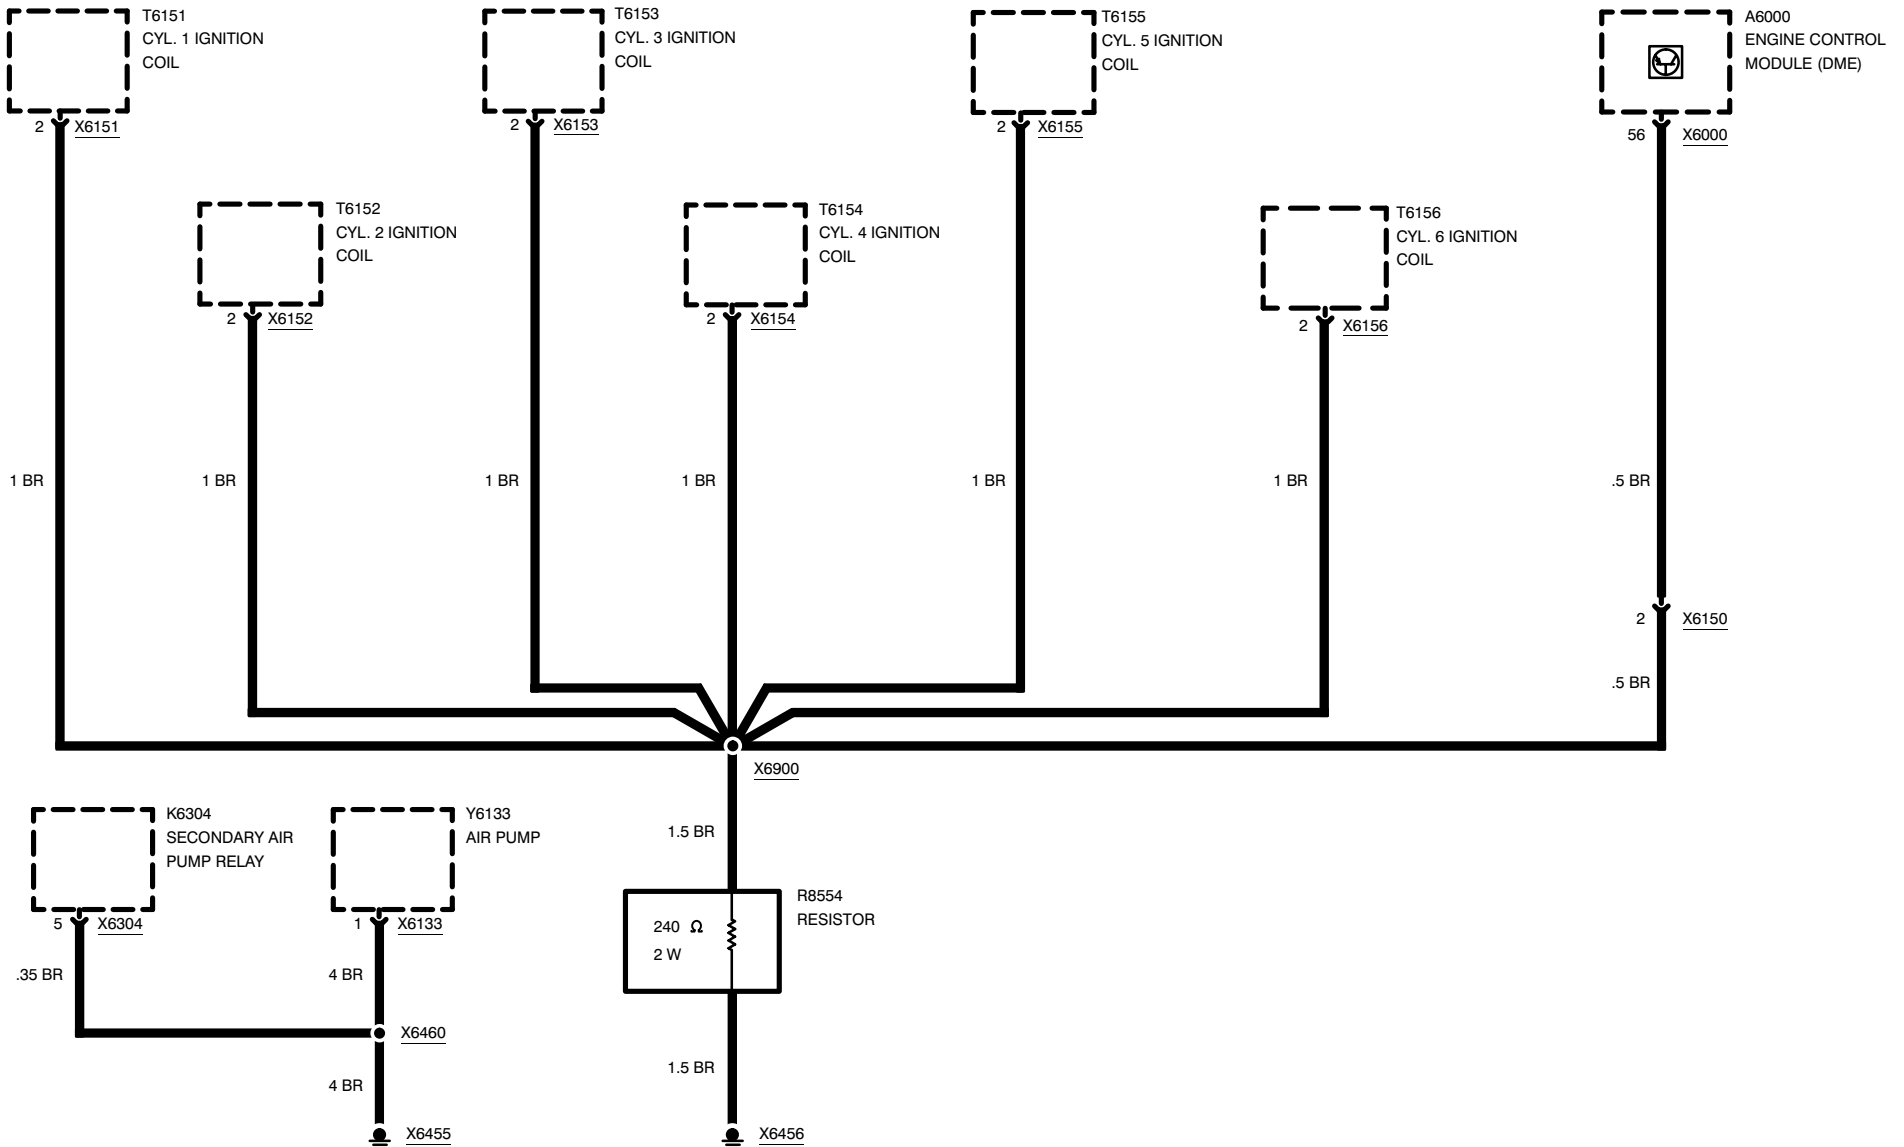 T6151
CYL. 1 IGNITION
COIL
2 X6151
T6153
CYL. 3 IGNITION
COIL
2 X6153
T6155
CYL. 5 IGNITION
COIL
2 X6155
A6000
ENGINE CONTROL
MODULE (DME)
56 X6000
T6152
CYL. 2 IGNITION
COIL
2 X6152
T6154
CYL. 4 IGNITION
COIL
2 X6154
T6156
CYL. 6 IGNITION
COIL
2 X6156
1 BR
1 BR
1 BR
1 BR
1 BR
1 BR
.5 BR
2 X6150
.5 BR
X6900
K6304
SECONDARY AIR
PUMP RELAY
5 X6304
Y6133
AIR PUMP
1 X6133
1.5 BR
R8554
RESISTOR
240 Ω
2 W
.35 BR
4 BR
X6460
4 BR
1.5 BR
X6455
X6456